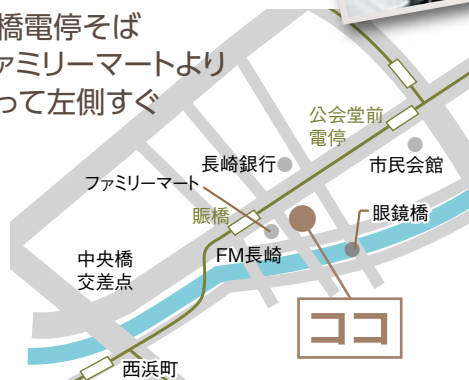 橋電停そば
ファミリーマートより
って左側すぐ
公会堂前
電停
長崎銀行
市民会館
ファミリーマート
賑橋
眼鏡橋
FM長崎
中央橋
交差点
ココ
西浜町